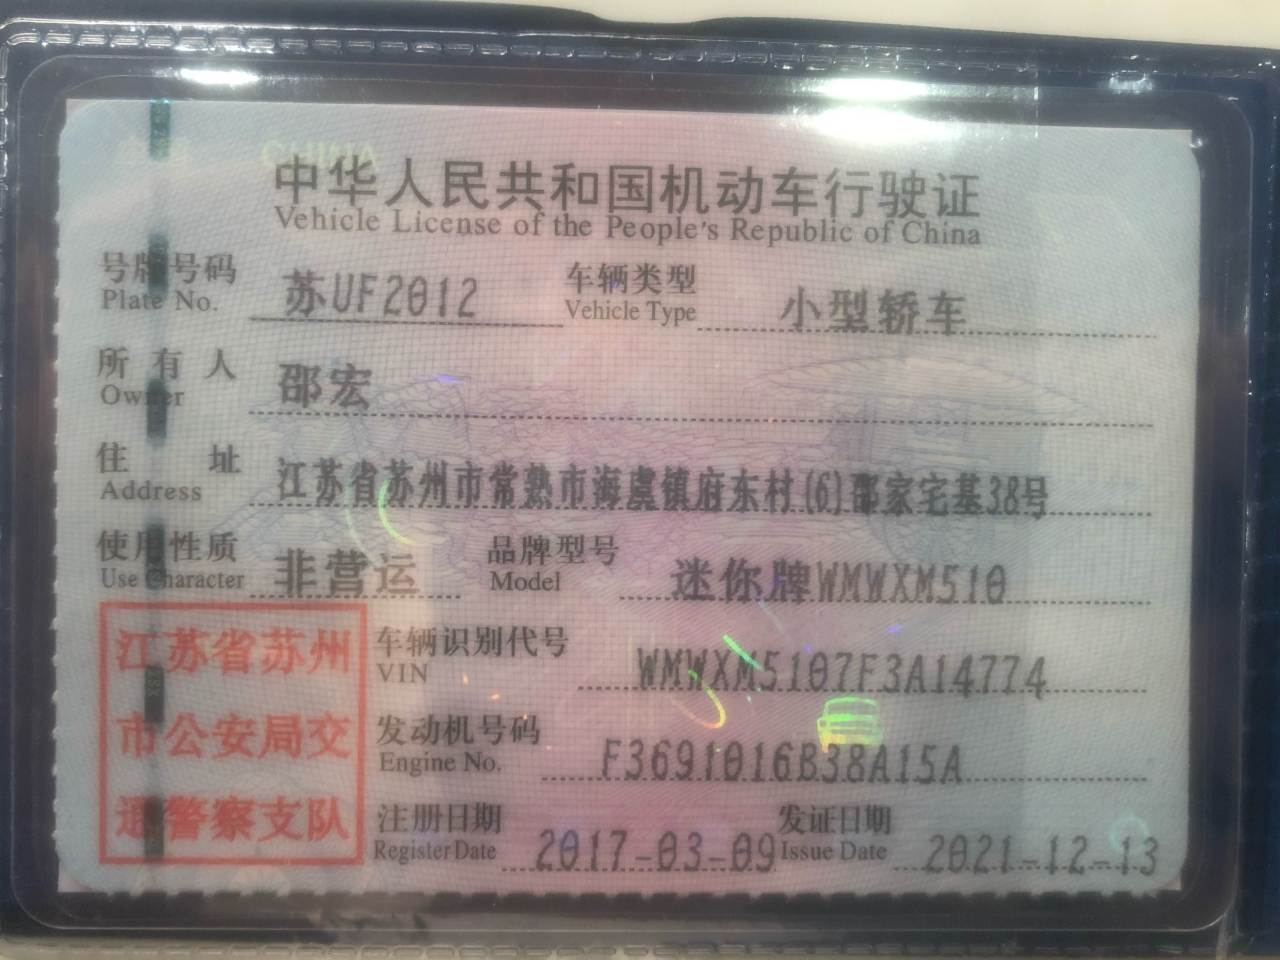 CHINA
中华人民共和国机动车行驶证
Vehicle License of the People's Republic of China
号牌号码 苏UF2012 车辆类型 小型轿车
Plate No. Vehicle Type
所有人 邵宏
Owner
住址 江苏省苏州市常熟市海虞镇府东村(6)邵家宅基38号
Address
使用性质 非营运 品牌型号 迷你牌WMWXM510
Use Character Model
江苏省苏州
市公安局交
通警察支队
车辆识别代号 WMWXM5107F3A14774
VIN
发动机号码 F3691016B38A15A
Engine No.
注册日期 2017-03-09 发证日期 2021-12-13
Register Date Issue Date